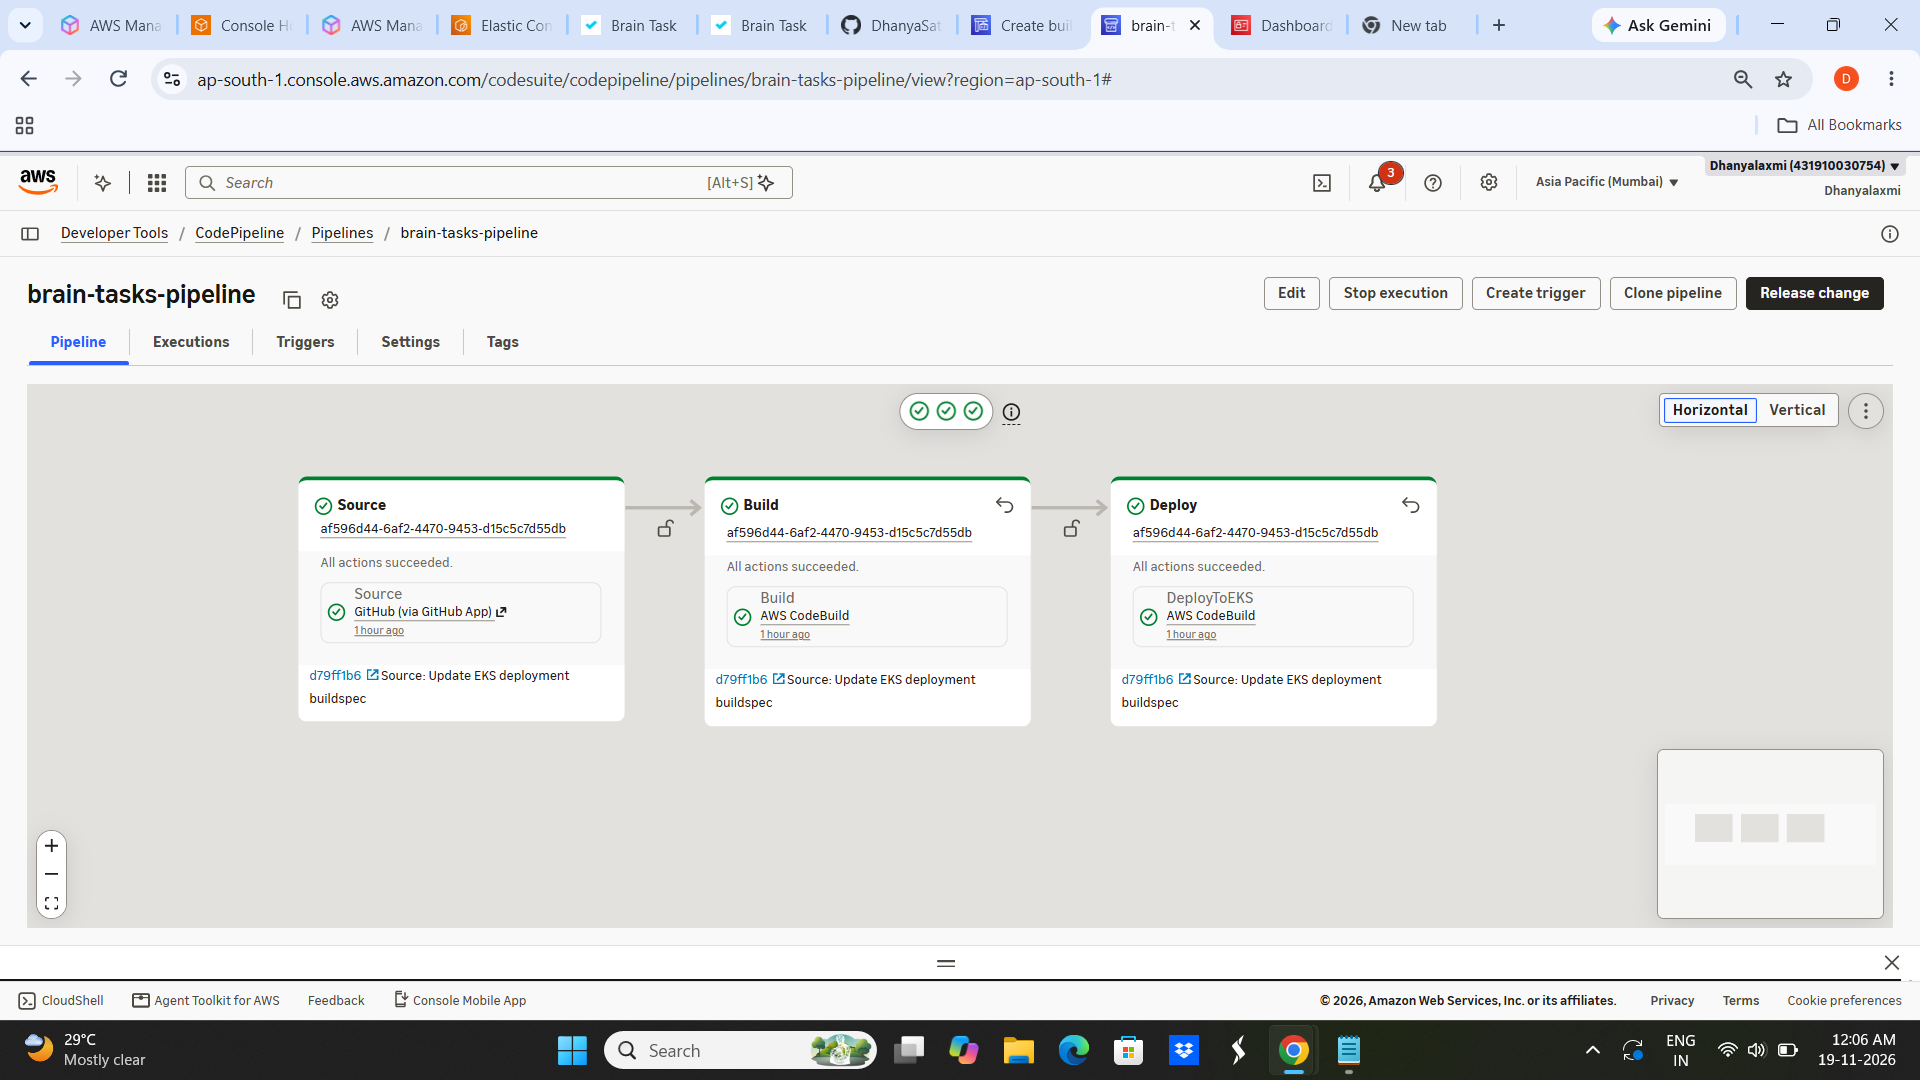 AWS Mana
Console H
AWS Mana
Elastic Con
Brain Task
Brain Task
DhanyaSat
Create buil
brain-t
Dashboard
New tab
Ask Gemini
ap-south-1.console.aws.amazon.com/codesuite/codepipeline/pipelines/brain-tasks-pipeline/view?region=ap-south-1#
D
All Bookmarks
aws
Search
[Alt+S]
3
Asia Pacific (Mumbai)
Dhanyalaxmi (431910030754)
Dhanyalaxmi
Developer Tools / CodePipeline / Pipelines / brain-tasks-pipeline
brain-tasks-pipeline
Edit
Stop execution
Create trigger
Clone pipeline
Release change
Pipeline
Executions
Triggers
Settings
Tags
Horizontal
Vertical
Source
af596d44-6af2-4470-9453-d15c5c7d55db
All actions succeeded.
Source
GitHub (via GitHub App)
1 hour ago
d79ff1b6 Source: Update EKS deployment
buildspec
Build
af596d44-6af2-4470-9453-d15c5c7d55db
All actions succeeded.
Build
AWS CodeBuild
1 hour ago
d79ff1b6 Source: Update EKS deployment
buildspec
Deploy
af596d44-6af2-4470-9453-d15c5c7d55db
All actions succeeded.
DeployToEKS
AWS CodeBuild
1 hour ago
d79ff1b6 Source: Update EKS deployment
buildspec
CloudShell
Agent Toolkit for AWS
Feedback
Console Mobile App
© 2026, Amazon Web Services, Inc. or its affiliates.
Privacy
Terms
Cookie preferences
29°C
Mostly clear
Search
ENG
IN
12:06 AM
19-11-2026